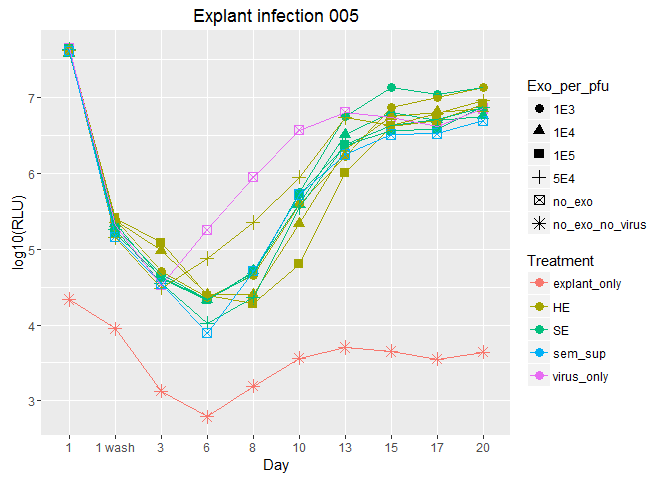 Explant infection 005
log10(RLU)
7
6
5
4
3
1 1 wash 3 6 8 10 13 15 17 20
Day
Exo_per_pfu
1E3
1E4
1E5
5E4
no_exo
no_exo_no_virus
Treatment
explant_only
HE
SE
sem_sup
virus_only